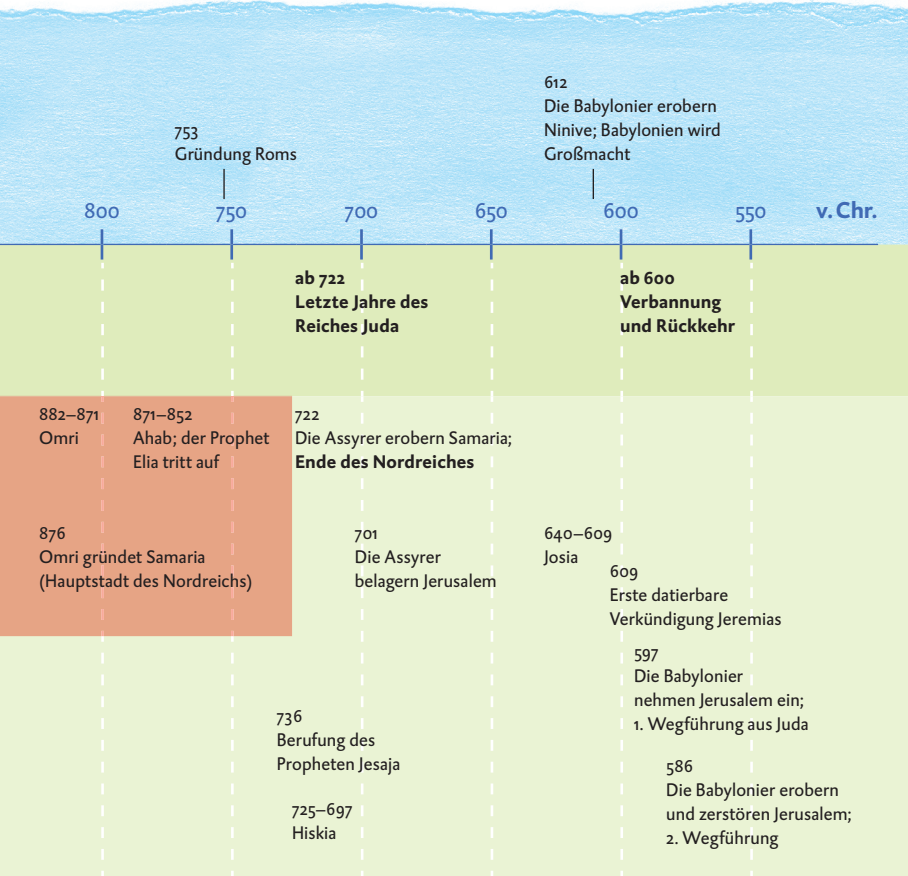 612
Die Babylonier erobern
Ninive; Babylonien wird
Großmacht
753
Gründung Roms
800 750 700 650 600 550 v. Chr.
ab 722
Letzte Jahre des
Reiches Juda
ab 600
Verbannung
und Rückkehr
882–871
Omri
871–852
Ahab; der Prophet
Elia tritt auf
722
Die Assyrer erobern Samaria;
Ende des Nordreiches
876
Omri gründet Samaria
(Hauptstadt des Nordreichs)
701
Die Assyrer
belagern Jerusalem
640–609
Josia
609
Erste datierbare
Verkündigung Jeremias
597
Die Babylonier
nehmen Jerusalem ein;
1. Wegführung aus Juda
736
Berufung des
Propheten Jesaja
586
Die Babylonier erobern
und zerstören Jerusalem;
2. Wegführung
725–697
Hiskia